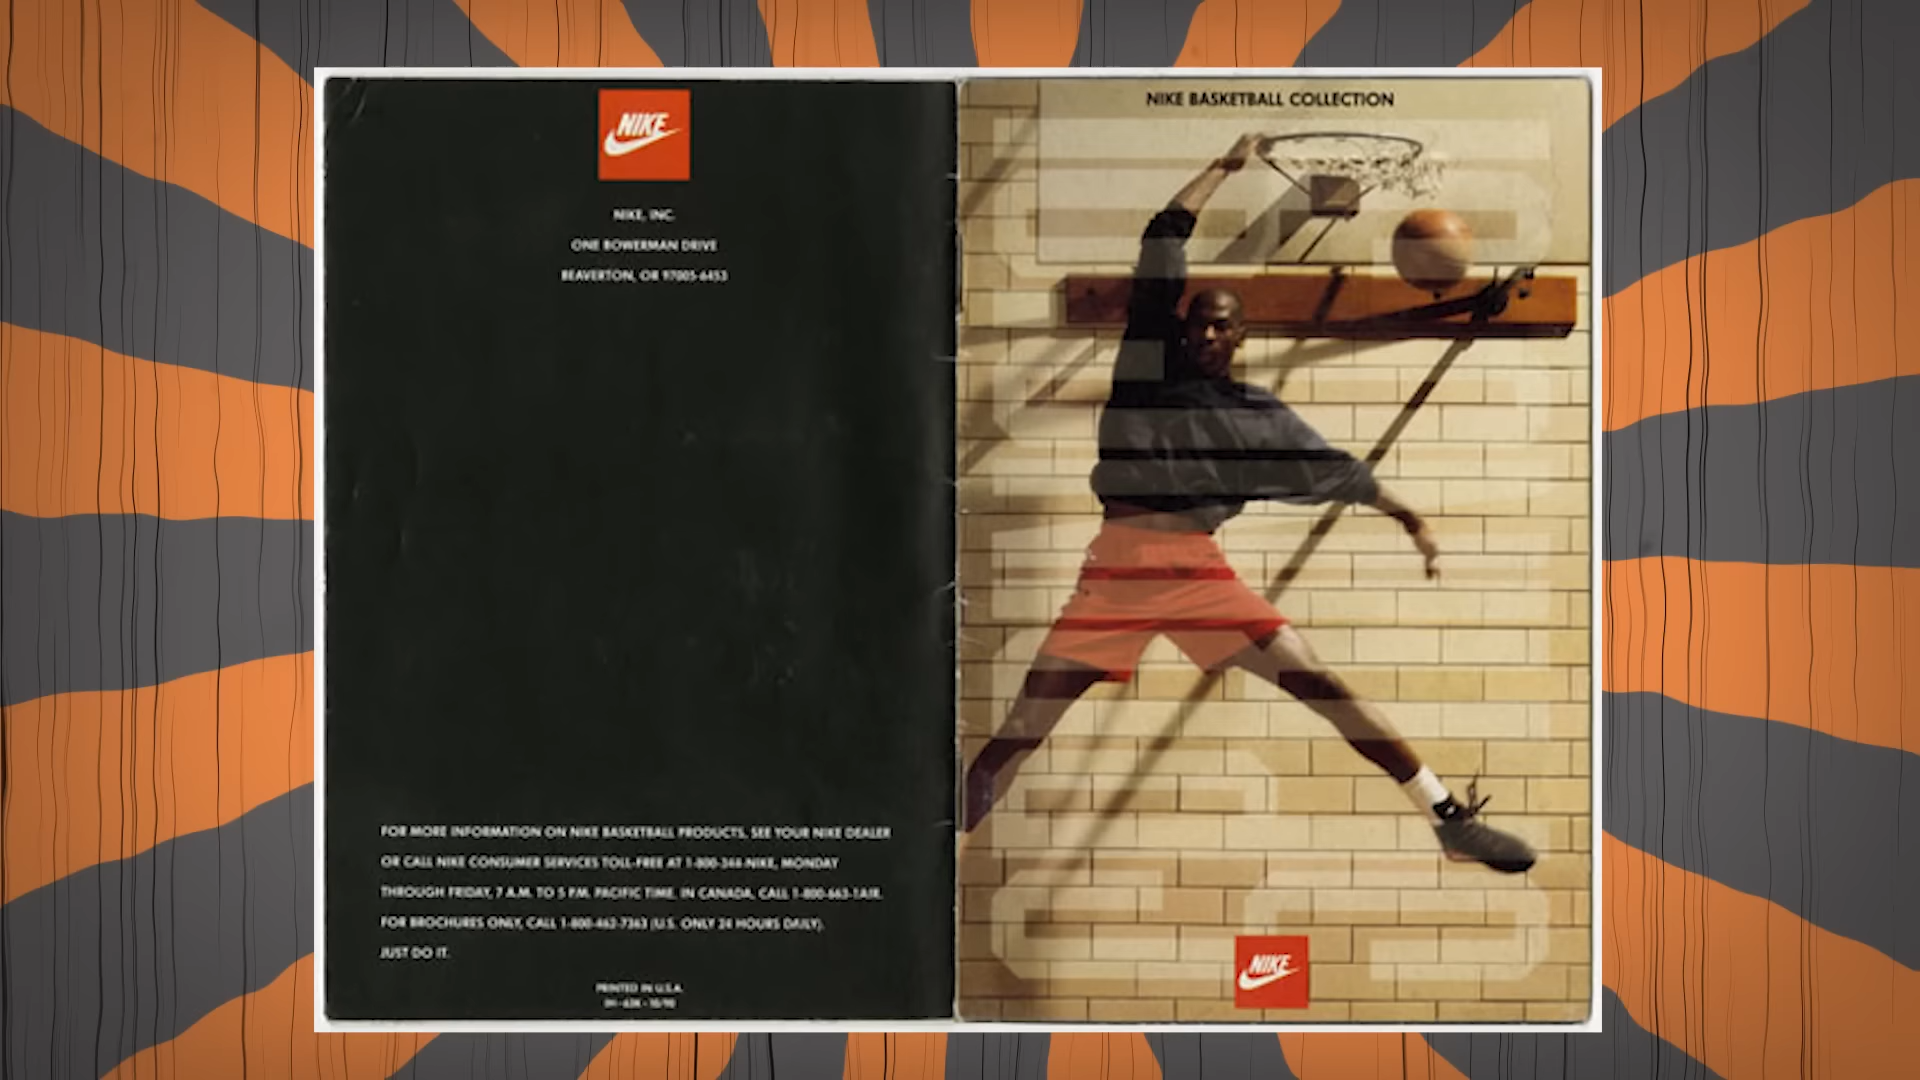 NIKE
NIKE, INC.
ONE BOWERMAN DRIVE
BEAVERTON, OR 97005-6453
FOR MORE INFORMATION ON NIKE BASKETBALL PRODUCTS, SEE YOUR NIKE DEALER
OR CALL NIKE CONSUMER SERVICES TOLL-FREE AT 1-800-344-NIKE, MONDAY
THROUGH FRIDAY, 7 A.M. TO 5 P.M. PACIFIC TIME. IN CANADA, CALL 1-800-663-1AIR.
FOR BROCHURES ONLY, CALL 1-800-462-7363 (U.S. ONLY 24 HOURS DAILY).
JUST DO IT.
PRINTED IN U.S.A.
NIKE BASKETBALL COLLECTION
NIKE